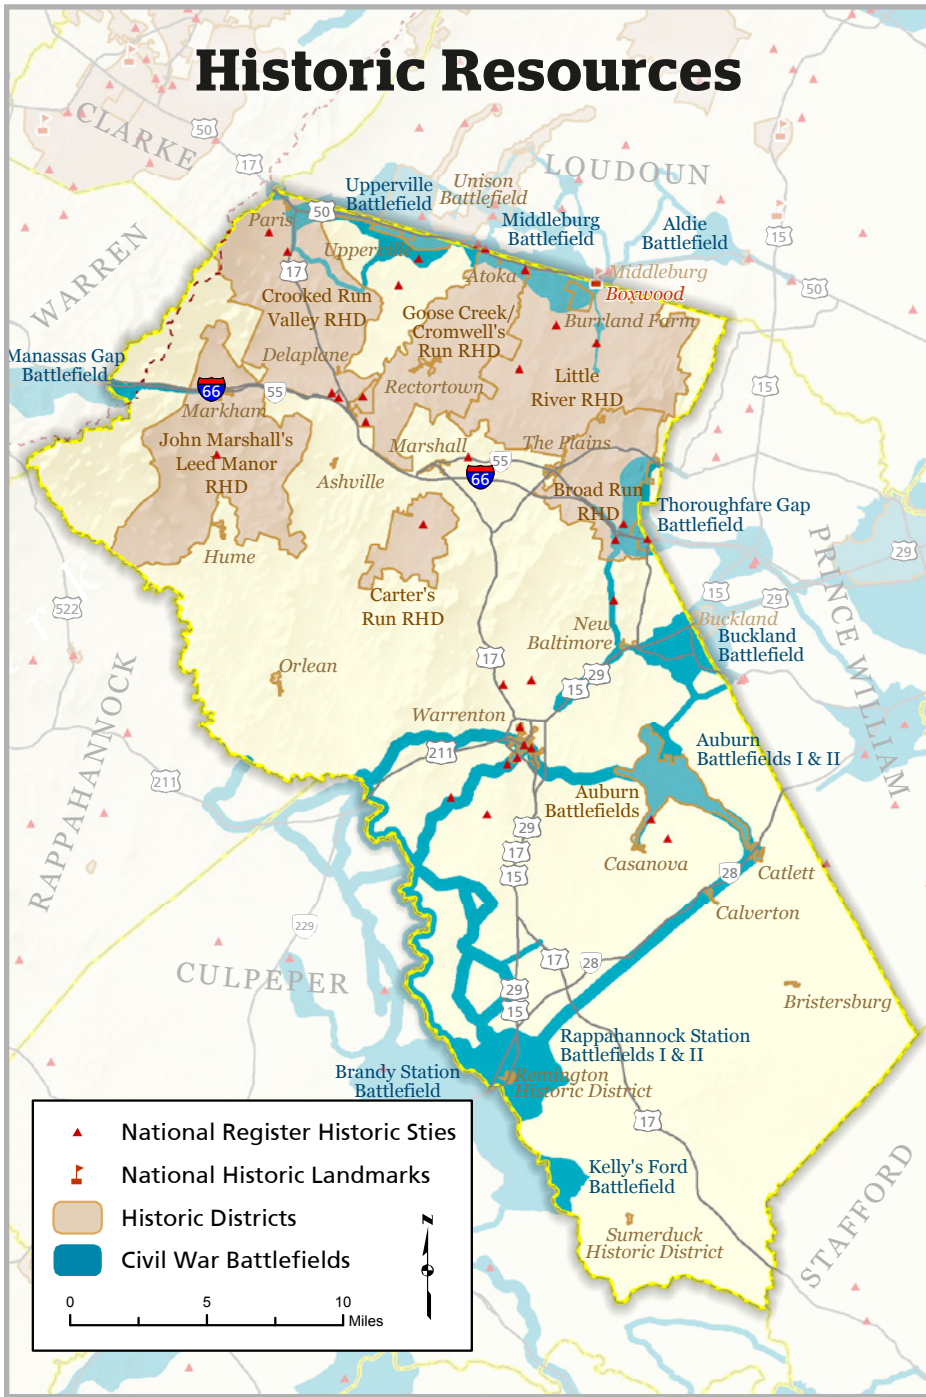 Historic Resources
CLARKE
50
17
LOUDOUN
Upperville
Battlefield
Unison
Battlefield
Middleburg
Battlefield
Aldie
Battlefield
15
50
Paris
50
Upperville
Atoka
Middleburg
Boxwood
WARREN
17
Crooked Run
Valley RHD
Goose Creek/
Cromwell's
Run RHD
Burrland Farm
Manassas Gap
Battlefield
Delaplane
Rectortown
Little
River RHD
66
55
15
Markham
John Marshall's
Leed Manor
RHD
Marshall
The Plains
55
66
Ashville
Broad Run
RHD
Thoroughfare Gap
Battlefield
Hume
Carter's
Run RHD
PRINCE WILLIAM
29
15
29
522
New
Baltimore
Buckland
Buckland
Battlefield
Orlean
17
29
15
RAPPAHANNOCK
Warrenton
211
211
Auburn
Battlefields I & II
Auburn
Battlefields
29
17
15
Casanova
28
Catlett
Calverton
229
CULPEPER
17
28
29
15
Bristersburg
Rappahannock Station
Battlefields I & II
Brandy Station
Battlefield
Remington
Historic District
17
Kelly's Ford
Battlefield
STAFFORD
Sumerduck
Historic District
National Register Historic Sties
National Historic Landmarks
Historic Districts
Civil War Battlefields
N
0 5 10
Miles